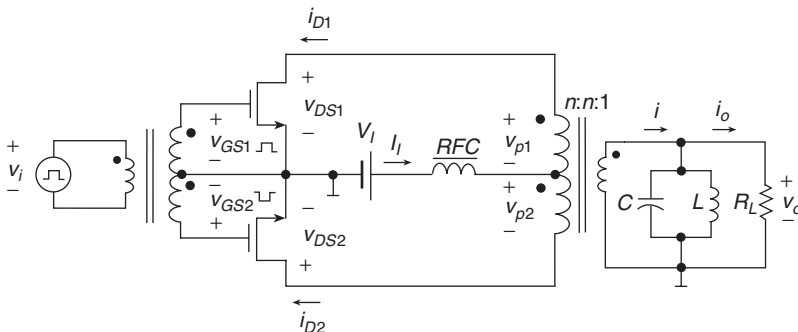 i_D1
n:n:1
+
v_DS1
−
+
v_GS1
−
V_I
I_I
RFC
+
v_p1
−
i
i_o
+
v_i
−
−
v_GS2
+
−
v_DS2
+
+
v_p2
−
C
L
R_L
+
v_o
−
i_D2